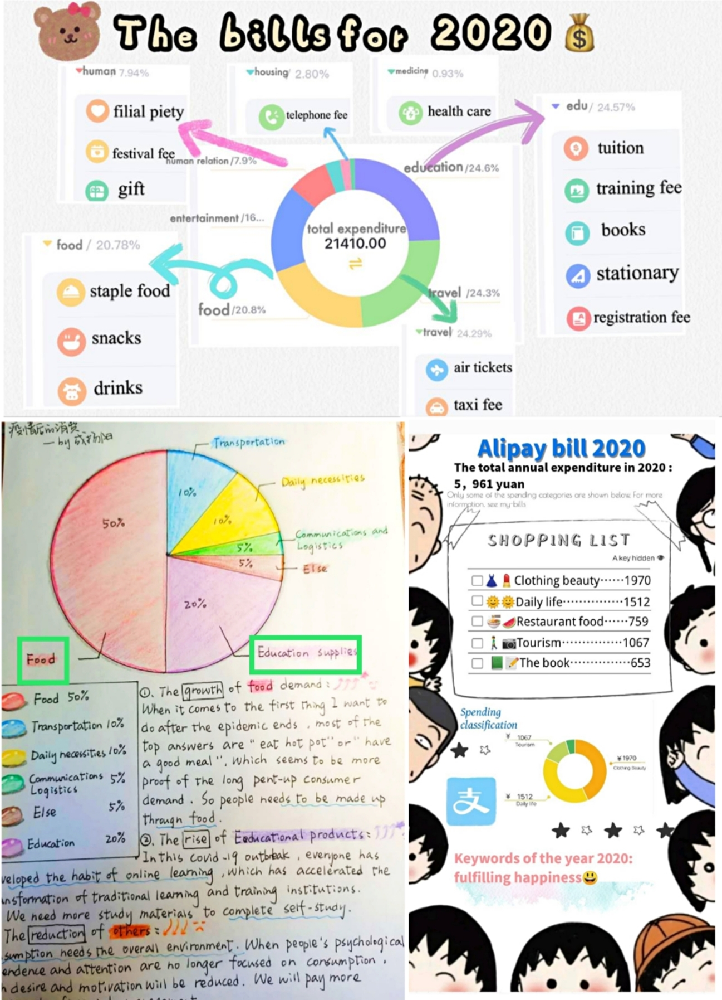 The bills for 2020
human/ 7.94%
filial piety
festival fee
gift
housing/ 2.80%
telephone fee
medicine/ 0.93%
health care
edu/ 24.57%
tuition
training fee
books
stationary
registration fee
human relation /7.9%
education /24.6%
entertainment /16...
total expenditure
21410.00
travel /24.3%
food /20.8%
food / 20.78%
staple food
snacks
drinks
travel/ 24.29%
air tickets
taxi fee
疫情后的消费
— by 成扬阳
Transportation
10%
Daily necessities
10%
Communications and
Logistics
5%
Else
5%
50%
20%
Food
Education supplies
Food 50%
Transportation 10%
Daily necessities 10%
Communications 5%
Logistics
Else 5%
Education 20%
①. The growth of food demand:
When it comes to the first thing I want to
do after the epidemic ends, most of the
top answers are "eat hot pot" or "have
a good meal", which seems to be more
proof of the long pent-up consumer
demand. So people needs to be made up
through food.
②. The rise of Eeducational products:
In this covid-19 outbreak, everyone has
veloped the habit of online learning, which has accelerated the
nsformation of traditional learning and training institutions.
We need more study materials to complete self-study.
The reduction of others:
sumption needs the overall environment. When people's psychological
endence and attention are no longer focused on consumption,
n desire and motivation will be reduced. We will pay more
Alipay bill 2020
The total annual expenditure in 2020 :
5, 961 yuan
Only some of the spending categories are shown below. For more
information, see my-bills
SHOPPING LIST
A key hidden
Clothing beauty······1970
Daily life···············1512
Restaurant food······759
Tourism···············1067
The book···············653
Spending
classification
¥ 1067
Tourism
¥ 1970
Clothing Beauty
¥ 1512
Daily life
支
Keywords of the year 2020:
fulfilling happiness